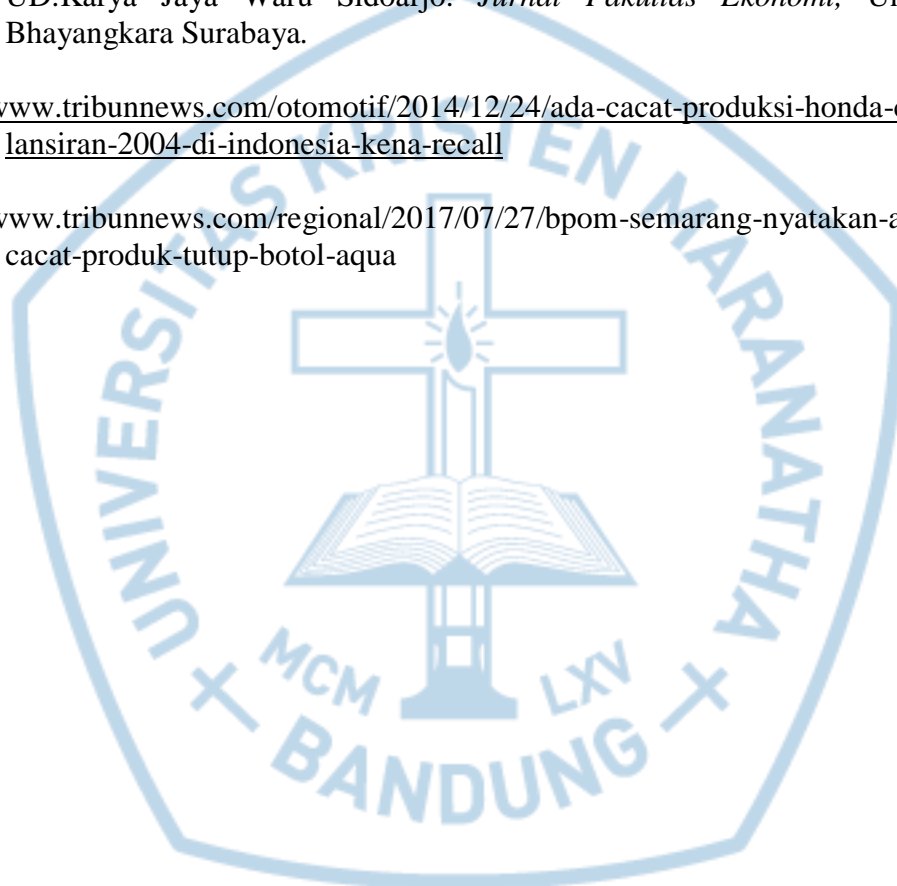 UD.Karya Jaya Waru Sidoarjo. Jurnal Fakultas Ekonomi,
Bhayangkara Surabaya.
www.tribunnews.com/otomotif/2014/12/24/ada-cacat-produksi-honda-
lansiran-2004-di-indonesia-kena-recall
www.tribunnews.com/regional/2017/07/27/bpom-semarang-nyatakan-a
cacat-produk-tutup-botol-aqua
UNIVERSITAS KRISTEN MARANATHA
MCM LXV
BANDUNG